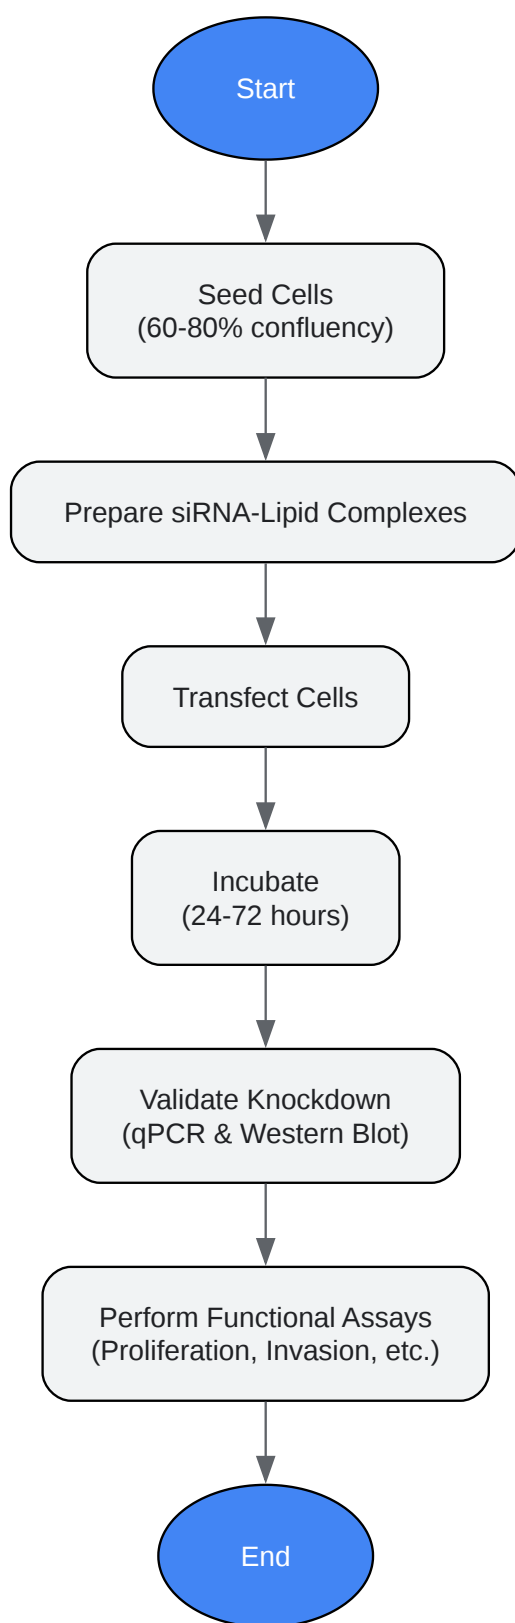 Start
Seed Cells
(60-80% confluency)
Prepare siRNA-Lipid Complexes
Transfect Cells
Incubate
(24-72 hours)
Validate Knockdown
(qPCR & Western Blot)
Perform Functional Assays
(Proliferation, Invasion, etc.)
End